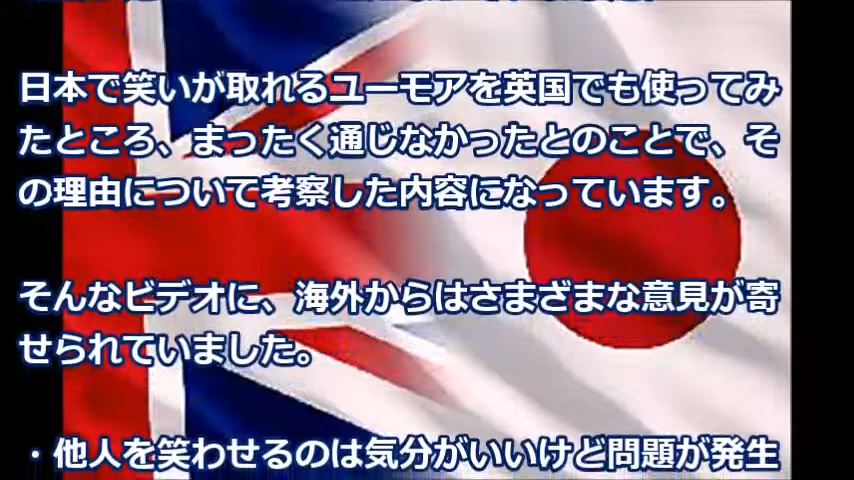 日本で笑いが取れるユーモアを英国でも使ってみ
たところ、まったく通じなかったとのことで、そ
の理由について考察した内容になっています。
そんなビデオに、海外からはさまざまな意見が寄
せられていました。
・他人を笑わせるのは気分がいいけど問題が発生